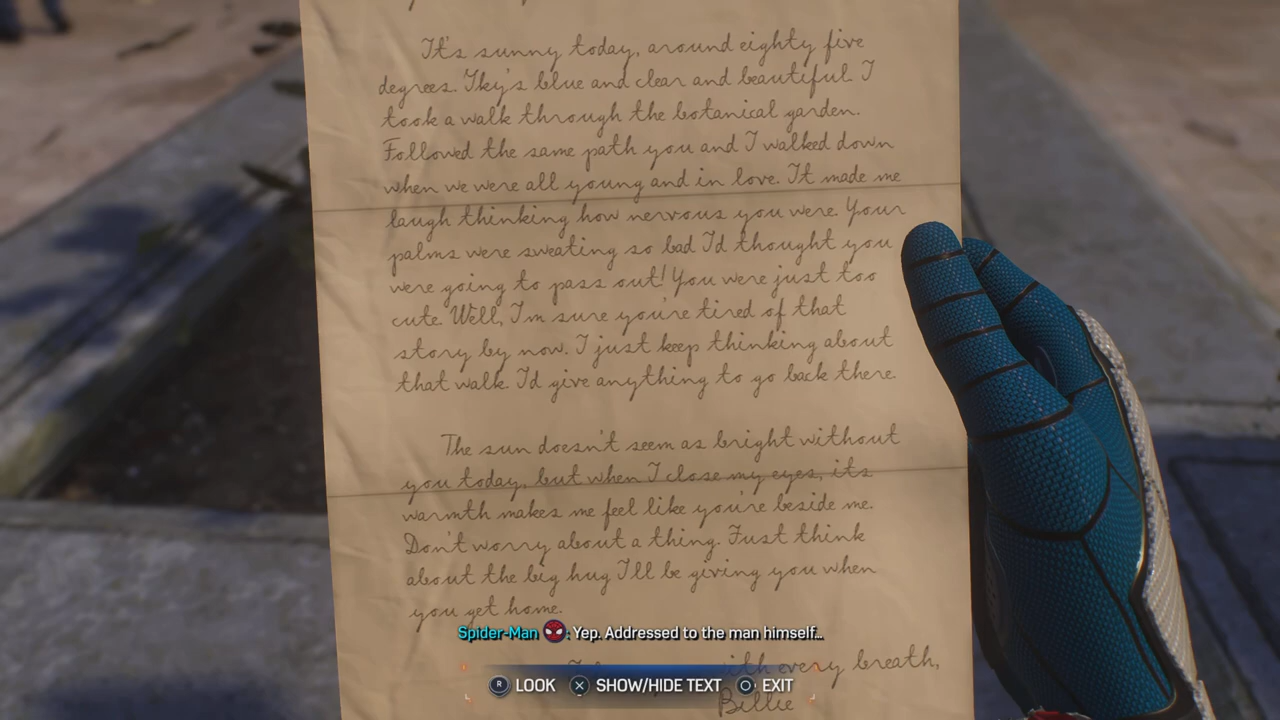 It's sunny today, around eighty five
degrees. Sky's blue and clear and beautiful. I
took a walk through the botanical garden.
Followed the same path you and I walked down
when we were all young and in love. It made me
laugh thinking how nervous you were. Your
palms were sweating so bad I'd thought you
were going to pass out! You were just too
cute. Well, I'm sure you're tired of that
story by now. I just keep thinking about
that walk. I'd give anything to go back there.
The sun doesn't seem as bright without
you today, but when I close my eyes, its
warmth makes me feel like you're beside me.
Don't worry about a thing. Just think
about the big hug I'll be giving you when
you get home.
Spider-Man : Yep. Addressed to the man himself...
with every breath,
R LOOK SHOW/HIDE TEXT EXIT
Billie